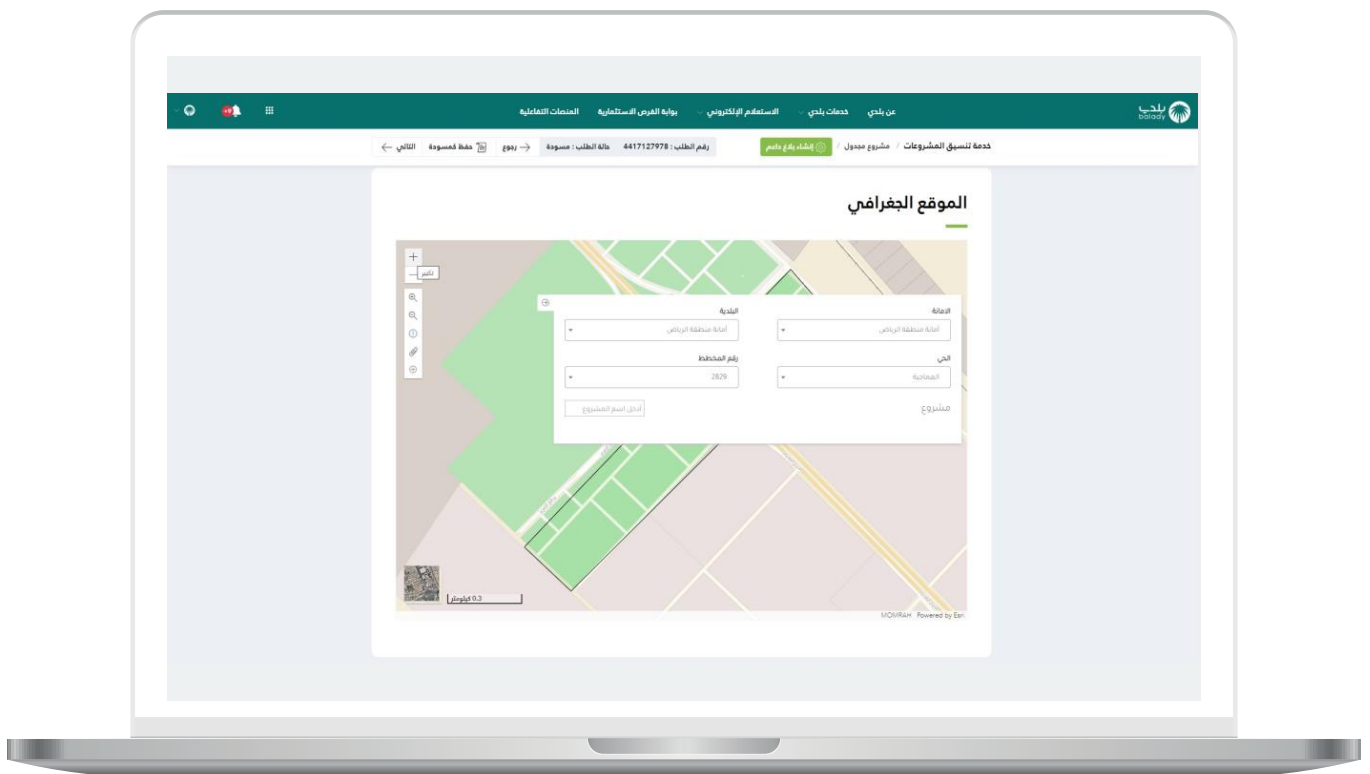 بلدي
balady
عن بلدي
خدمات بلدي
الاستعلام الإلكتروني
بوابة الفرص الاستثمارية
المنصات التفاعلية
خدمة تنسيق المشروعات / مشروع مجدول /
إنشاء بلاغ داعم
رقم الطلب : 4417127978
حالة الطلب : مسودة
رجوع
حفظ كمسودة
التالي
الموقع الجغرافي
تكبير
الامانة
البلدية
أمانة منطقة الرياض
أمانة منطقة الرياض
الحي
رقم المخطط
العماجية
2829
مشروع
أدخل اسم المشروع
0.3 كيلومتر
MOMRAH Powered by Esri